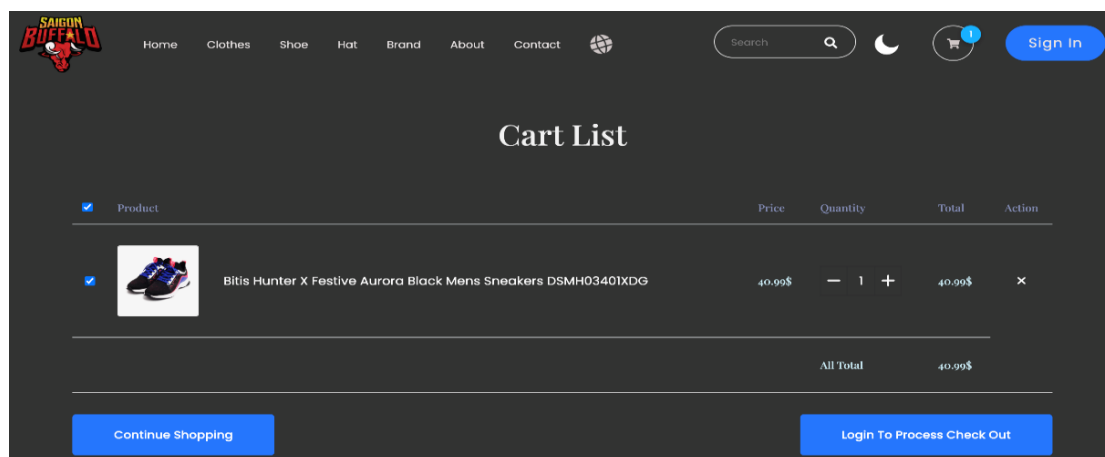 SAIGON
BUFFALO
Home Clothes Shoe Hat Brand About Contact Search 1 Sign In
Cart List
Product Price Quantity Total Action
Bitis Hunter X Festive Aurora Black Mens Sneakers DSMH03401XDG 40.99$ − 1 + 40.99$ ×
All Total 40.99$
Continue Shopping Login To Process Check Out